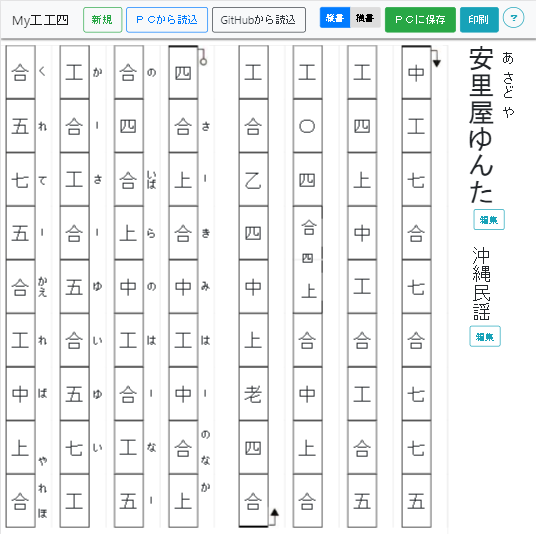 My工工四 新規 ＰＣから読込 GitHubから読込 縦書 横書 ＰＣに保存 印刷 ?
あさどや
安里屋ゆんた
編集
沖縄民謡
編集
中工七合七合七七五
工四上中工合工合五
工〇四合四上合中上合
工合乙四中上老四合
さーきみはーのなか
四合上合中工中合上
のいばらのはーなー
合四合上中工合工五
かーさーゆいゆい
工合工合五合五七工
くれてーかえればやれほ
合五七五合工中上合